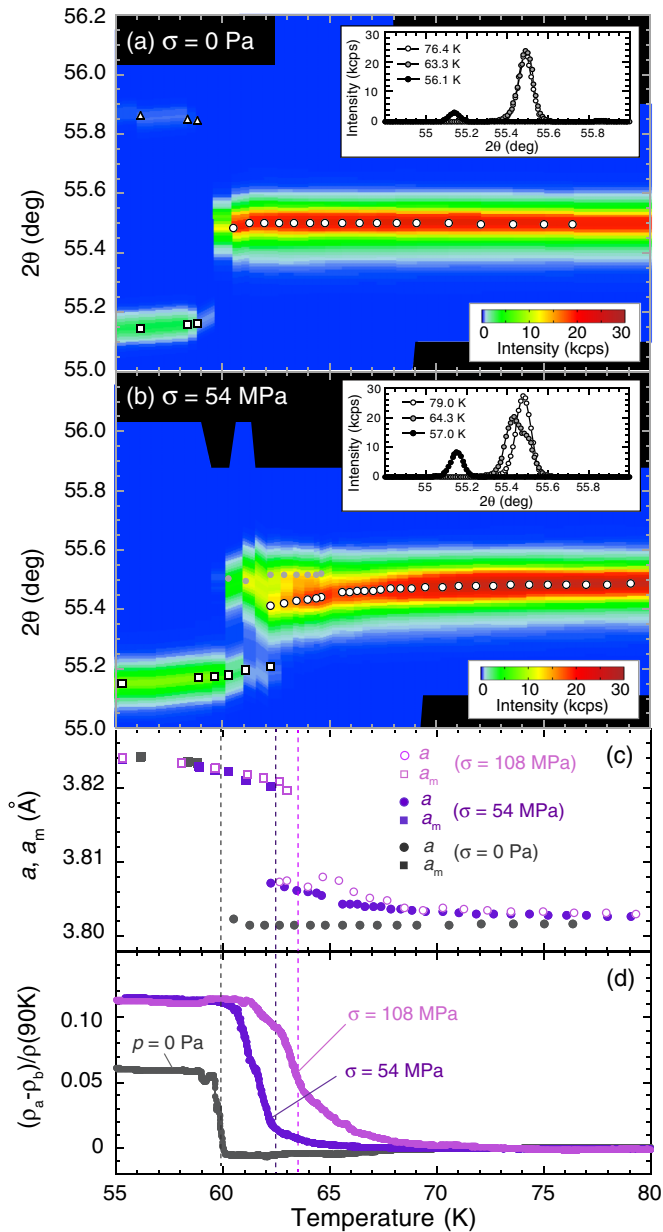 56.2
(a) σ = 0 Pa
56.0
55.8
55.6
55.4
55.2
55.0
2θ (deg)
Intensity (kcps)
30
20
10
0
76.4 K
63.3 K
56.1 K
55
55.2
55.4
55.6
55.8
2θ (deg)
0
10
20
30
Intensity (kcps)
(b) σ = 54 MPa
56.0
55.8
55.6
55.4
55.2
55.0
2θ (deg)
Intensity (kcps)
30
20
10
0
79.0 K
64.3 K
57.0 K
55
55.2
55.4
55.6
55.8
2θ (deg)
0
10
20
30
Intensity (kcps)
(c)
3.82
3.81
3.80
a, aₘ (Å)
a
aₘ
(σ = 108 MPa)
a
aₘ
(σ = 54 MPa)
a
aₘ
(σ = 0 Pa)
(d)
0.10
0.05
0
(ρₐ-ρ_b)/ρ(90K)
p = 0 Pa
σ = 108 MPa
σ = 54 MPa
55
60
65
70
75
80
Temperature (K)